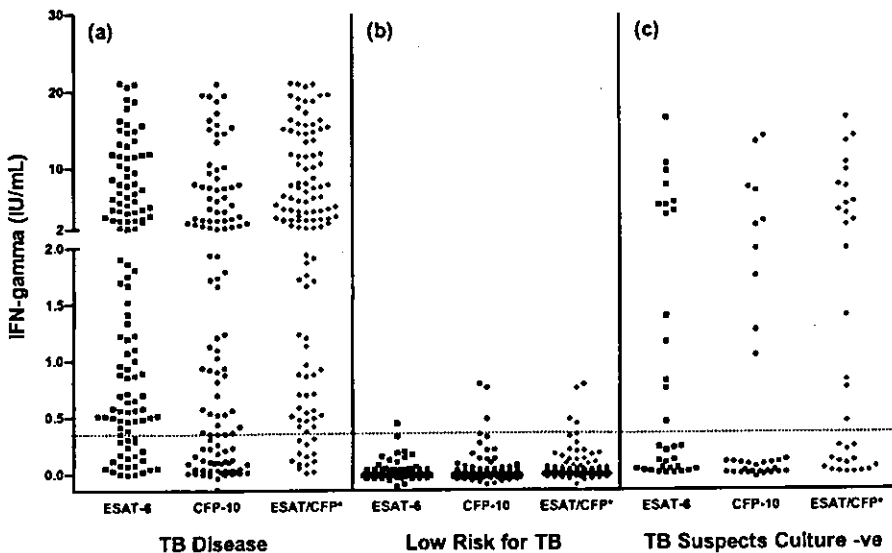 (a)
(b)
(c)
IFN-gamma (IU/mL)
30
20
10
2
2.0
1.5
1.0
0.5
0.0
ESAT-6 CFP-10 ESAT/CFP* ESAT-6 CFP-10 ESAT/CFP* ESAT-6 CFP-10 ESAT/CFP*
TB Disease Low Risk for TB TB Suspects Culture -ve